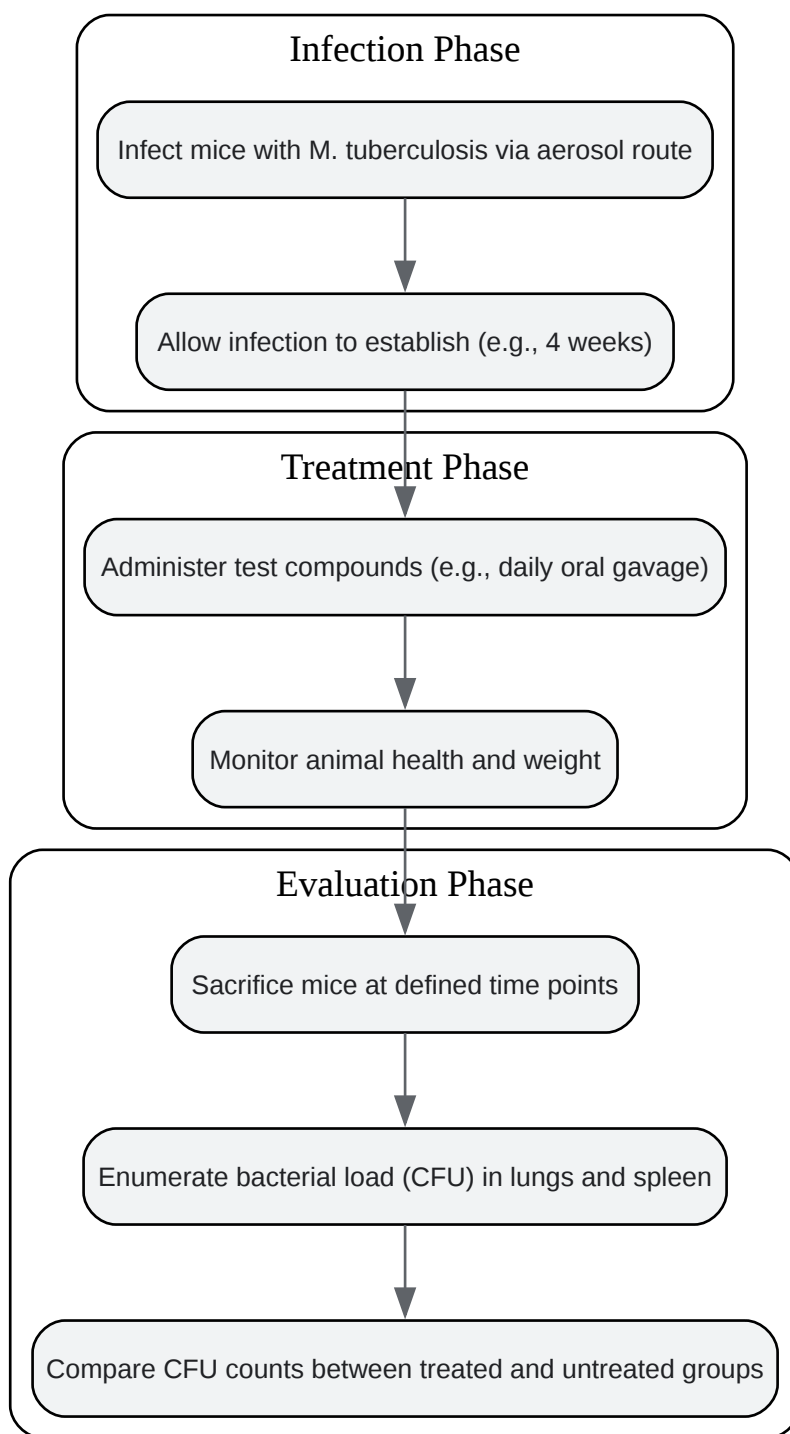 Infection Phase
Infect mice with M. tuberculosis via aerosol route
Allow infection to establish (e.g., 4 weeks)
Treatment Phase
Administer test compounds (e.g., daily oral gavage)
Monitor animal health and weight
Evaluation Phase
Sacrifice mice at defined time points
Enumerate bacterial load (CFU) in lungs and spleen
Compare CFU counts between treated and untreated groups